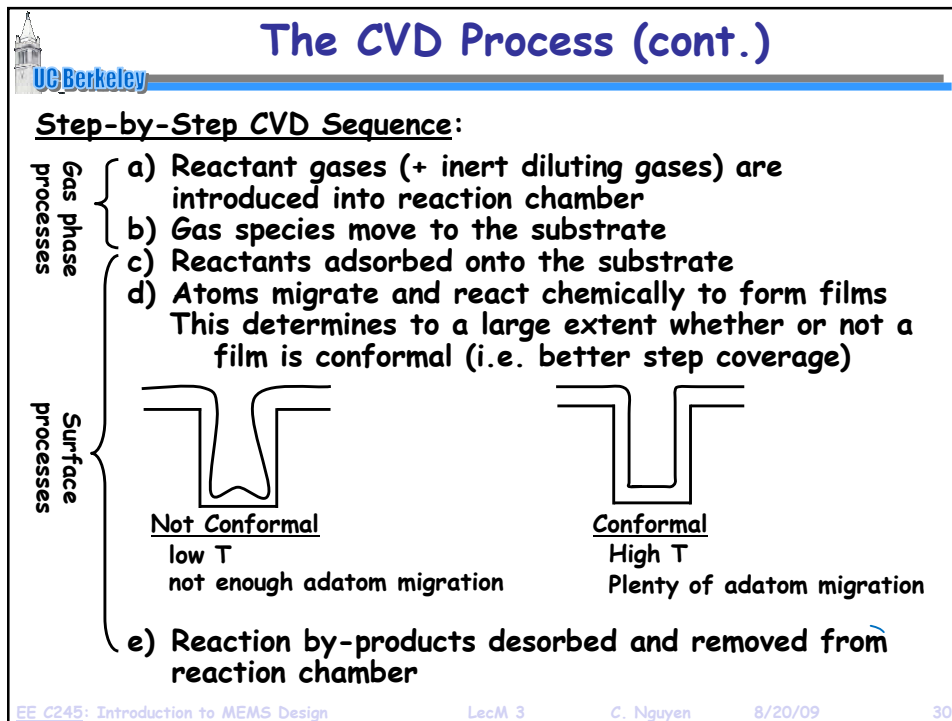 The CVD Process (cont.)
UC Berkeley
Step-by-Step CVD Sequence:
Gas phase
processes
a) Reactant gases (+ inert diluting gases) are
introduced into reaction chamber
b) Gas species move to the substrate
c) Reactants adsorbed onto the substrate
d) Atoms migrate and react chemically to form films
This determines to a large extent whether or not a
film is conformal (i.e. better step coverage)
Surface
processes
Not Conformal
low T
not enough adatom migration
Conformal
High T
Plenty of adatom migration
e) Reaction by-products desorbed and removed from
reaction chamber
EE C245: Introduction to MEMS Design LecM 3 C. Nguyen 8/20/09 30